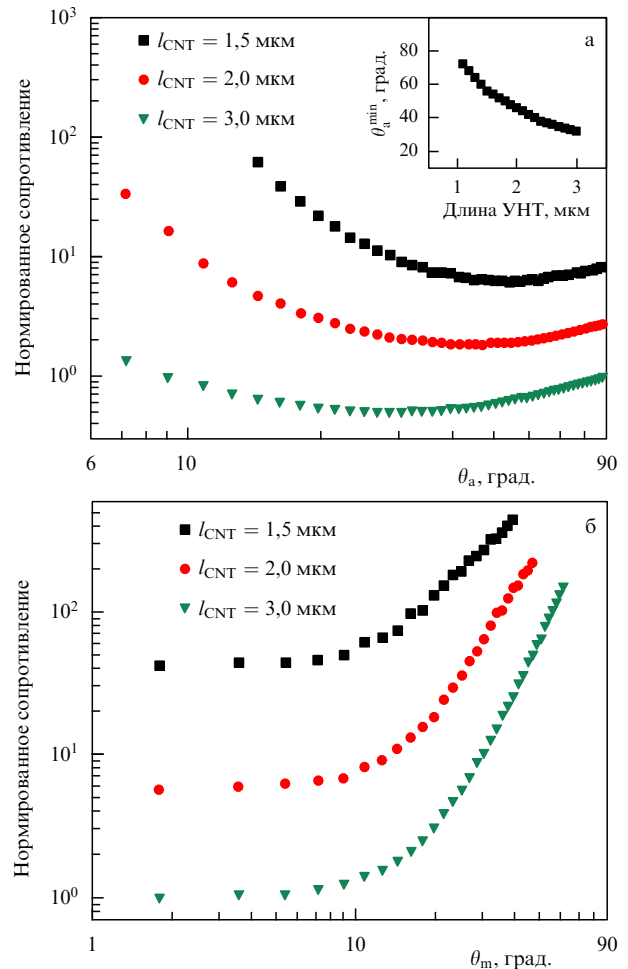 Нормированное сопротивление
10³
10²
10¹
10⁰
l_CNT = 1,5 мкм
l_CNT = 2,0 мкм
l_CNT = 3,0 мкм
а
θ_a^min, град.
80
60
40
20
1 2 3
Длина УНТ, мкм
6 10 90
θ_a, град.
Нормированное сопротивление
10²
10¹
10⁰
l_CNT = 1,5 мкм
l_CNT = 2,0 мкм
l_CNT = 3,0 мкм
б
1 10 90
θ_m, град.